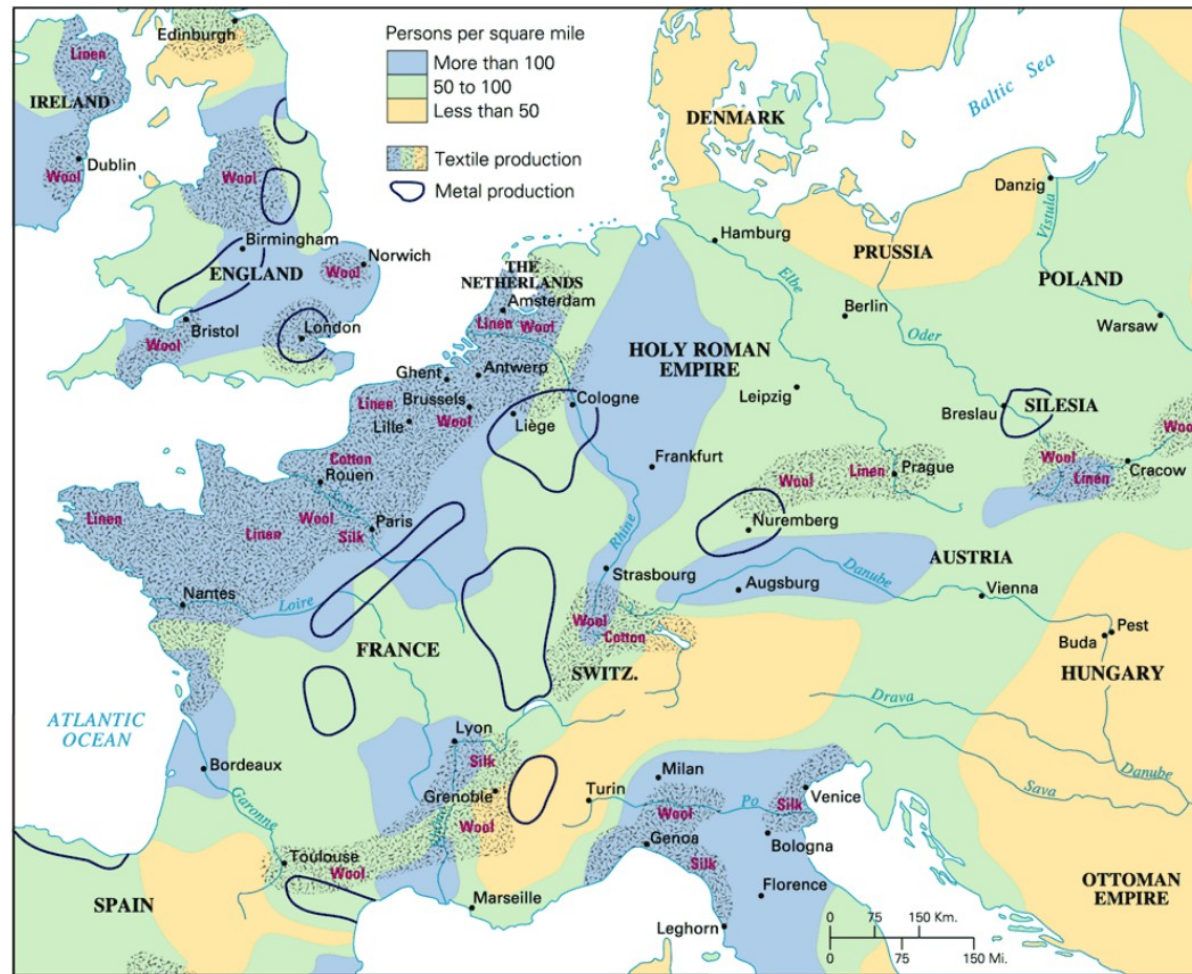 Persons per square mile
More than 100
50 to 100
Less than 50
Textile production
Metal production
Edinburgh
Linen
IRELAND
Dublin
Wool
Wool
Birmingham
ENGLAND
Norwich
Wool
Bristol
Wool
London
Baltic Sea
DENMARK
Danzig
Vistula
PRUSSIA
Hamburg
Elbe
POLAND
Berlin
Warsaw
Oder
THE
NETHERLANDS
Amsterdam
Linen
Wool
HOLY ROMAN
EMPIRE
Ghent
Antwerp
Linen
Brussels
Lille
Wool
Liège
Cologne
Leipzig
Breslau
SILESIA
Wool
Cotton
Rouen
Frankfurt
Wool
Linen
Prague
Wool
Linen
Cracow
Linen
Linen
Wool
Silk
Paris
Rhine
Nuremberg
AUSTRIA
Strasbourg
Augsburg
Danube
Vienna
Nantes
Loire
Wool
Cotton
Buda
Pest
FRANCE
SWITZ.
HUNGARY
Drava
ATLANTIC
OCEAN
Lyon
Silk
Bordeaux
Grenoble
Milan
Turin
Po
Silk
Venice
Sava
Danube
Garonne
Wool
Wool
Genoa
Bologna
Toulouse
Wool
Silk
SPAIN
Marseille
Florence
Leghorn
OTTOMAN
EMPIRE
0 75 150 Km.
0 75 150 Mi.